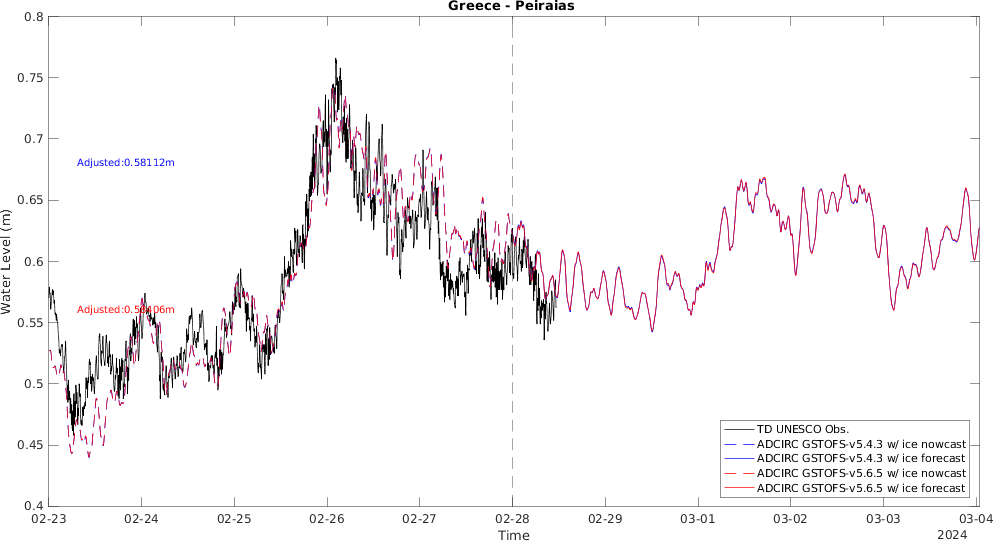 Greece - Peiraias
0.8
0.75
0.7
0.65
0.6
0.55
0.5
0.45
0.4
Water Level (m)
Adjusted:0.58112m
TD UNESCO Obs.
ADCIRC GSTOFS-v5.4.3 w/ ice nowcast
ADCIRC GSTOFS-v5.4.3 w/ ice forecast
ADCIRC GSTOFS-v5.6.5 w/ ice nowcast
ADCIRC GSTOFS-v5.6.5 w/ ice forecast
02-23 02-24 02-25 02-26 02-27 02-28 02-29 03-01 03-02 03-03 03-04
Time
2024